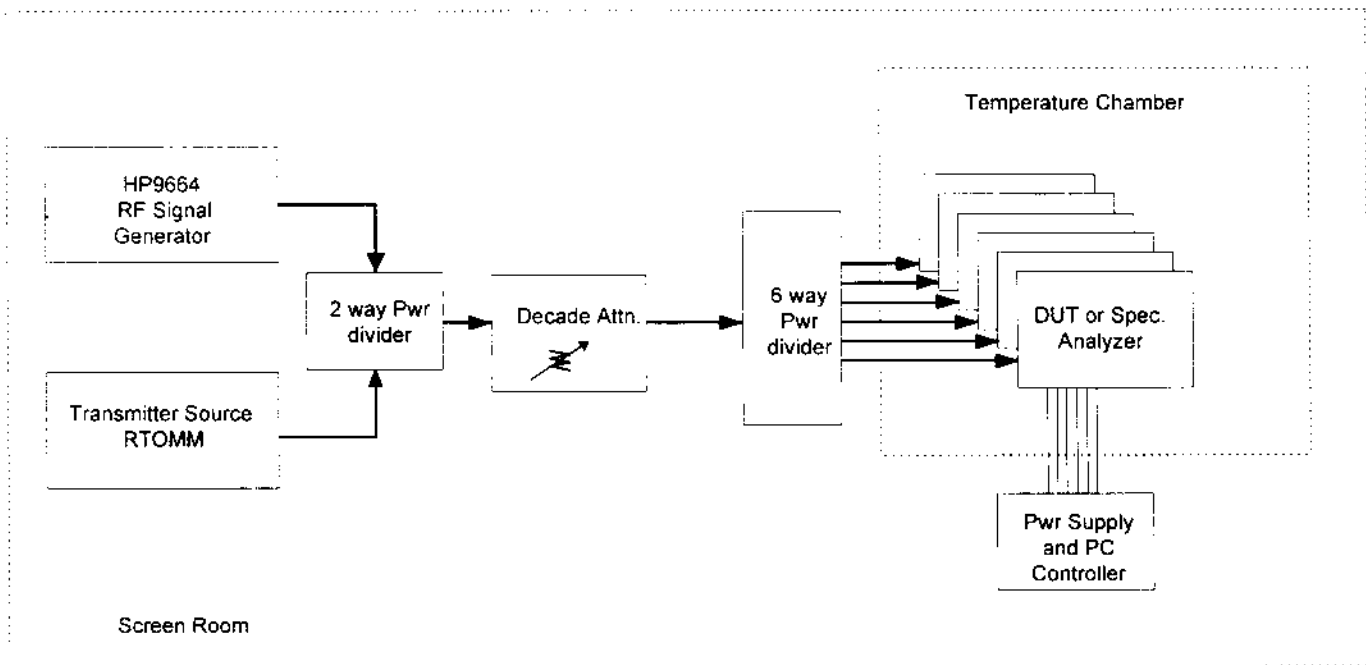 Temperature Chamber
HP9664
RF Signal
Generator
2 way Pwr
divider
Decade Attn.
6 way
Pwr
divider
DUT or Spec.
Analyzer
Transmitter Source
RTOMM
Pwr Supply
and PC
Controller
Screen Room